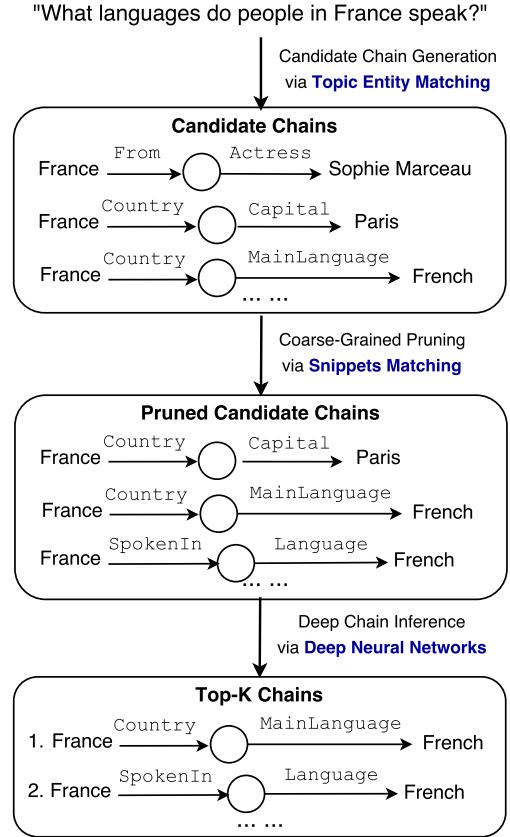 "What languages do people in France speak?"
Candidate Chain Generation
via Topic Entity Matching
Candidate Chains
France From Actress Sophie Marceau
France Country Capital Paris
France Country MainLanguage French
... ...
Coarse-Grained Pruning
via Snippets Matching
Pruned Candidate Chains
France Country Capital Paris
France Country MainLanguage French
France SpokenIn Language French
... ...
Deep Chain Inference
via Deep Neural Networks
Top-K Chains
1. France Country MainLanguage French
2. France SpokenIn Language French
... ...